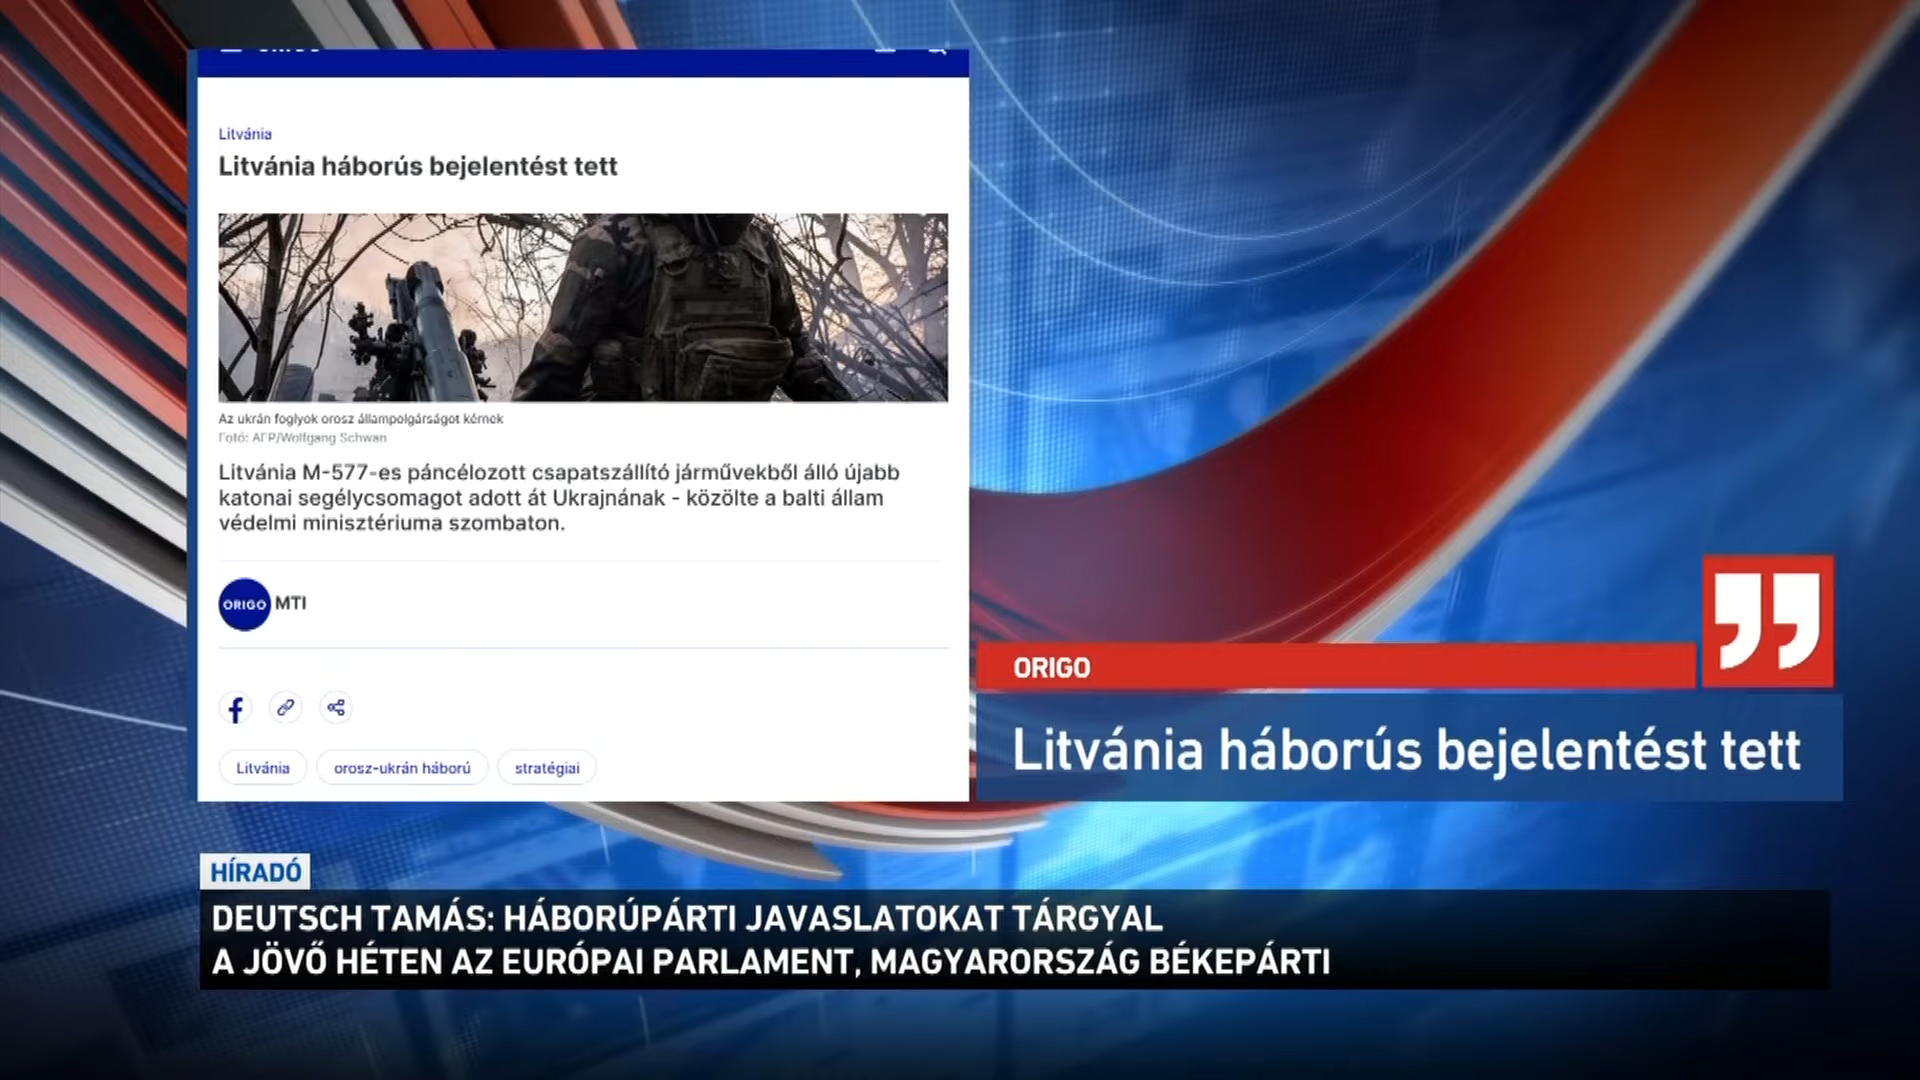 Litvánia
Litvánia háborús bejelentést tett
Az ukrán foglyok orosz állampolgárságot kérnek
Fotó: AFP/Wolfgang Schwan
Litvánia M-577-es páncélozott csapatszállító járművekből álló újabb
katonai segélycsomagot adott át Ukrajnának - közölte a balti állam
védelmi minisztériuma szombaton.
ORIGO MTI
Litvánia orosz-ukrán háború stratégiai
ORIGO
Litvánia háborús bejelentést tett
HÍRADÓ
DEUTSCH TAMÁS: HÁBORÚPÁRTI JAVASLATOKAT TÁRGYAL
A JÖVŐ HÉTEN AZ EURÓPAI PARLAMENT, MAGYARORSZÁG BÉKEPÁRTI